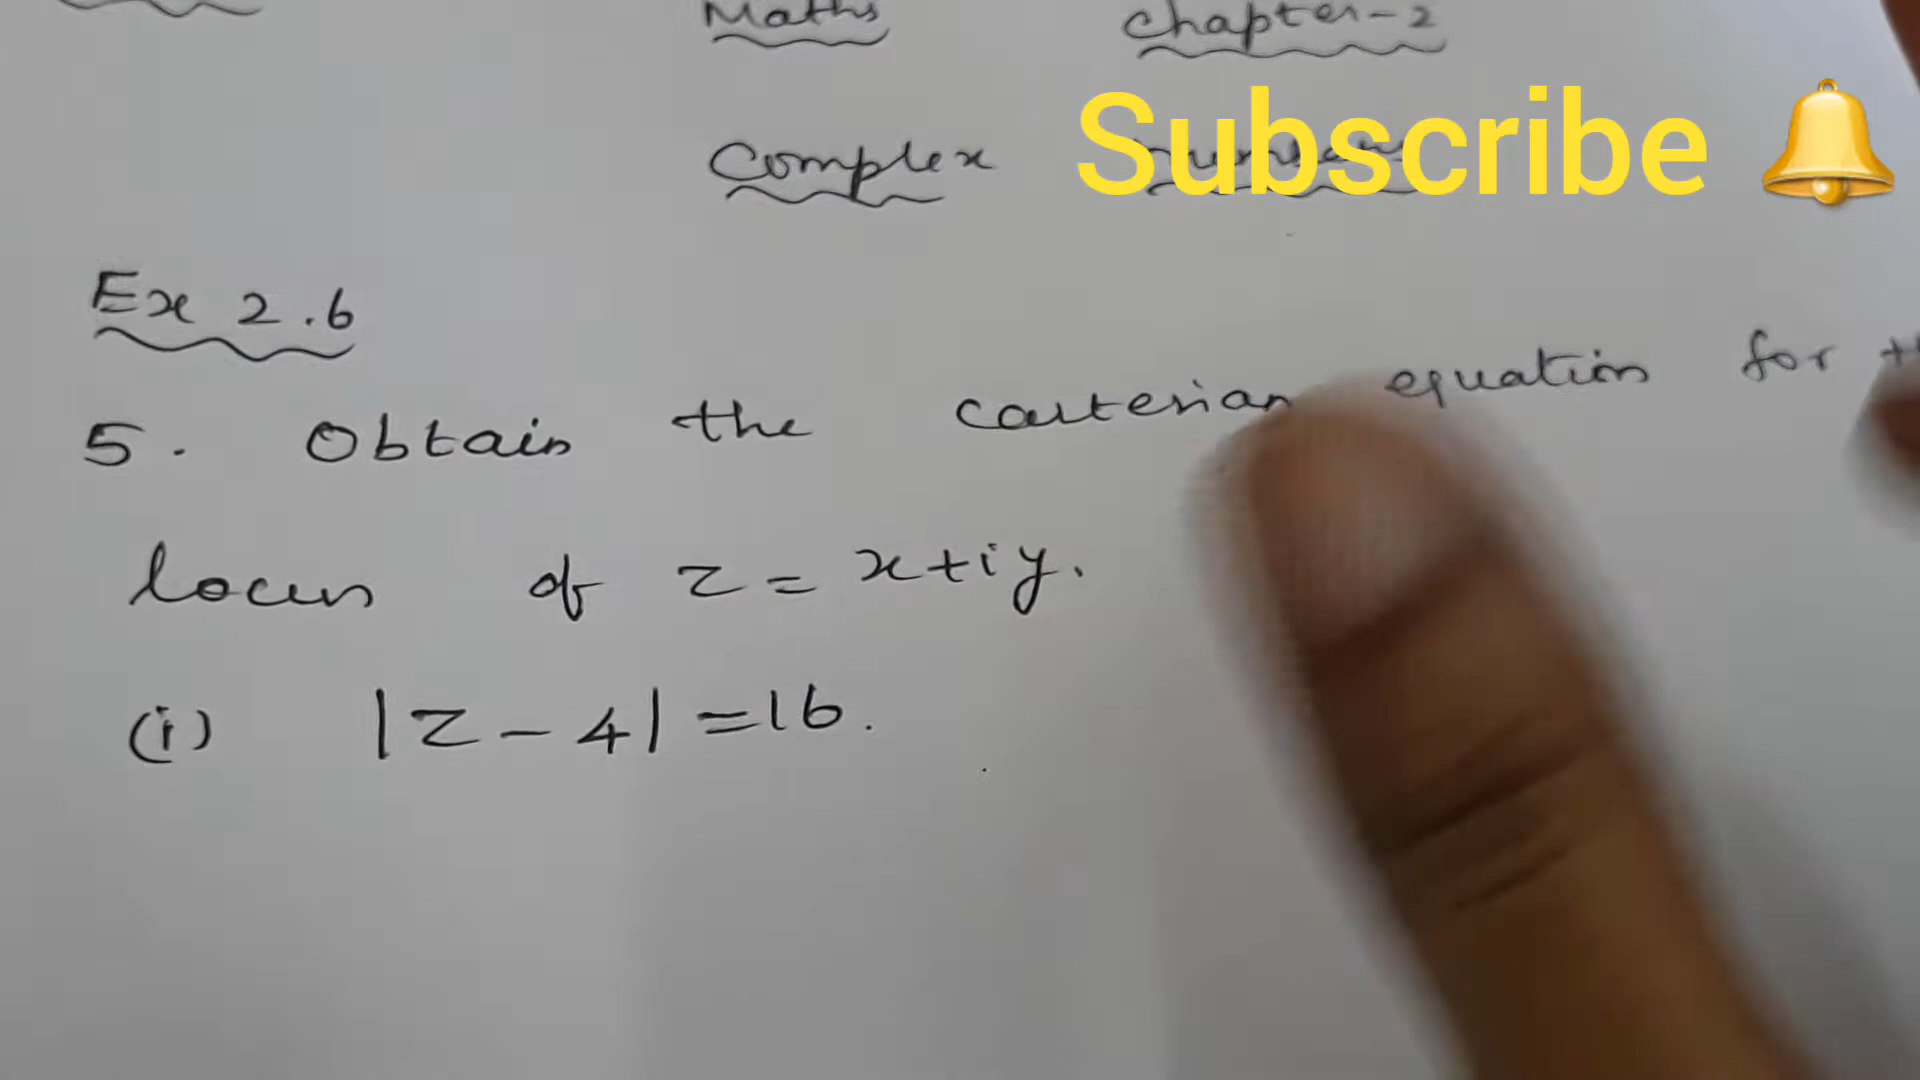 Maths Chapter-2
Subscribe 🔔
Complex
Ex 2.6
5. Obtain the cartesian equation for
locus of z = x+iy.
(i) |z-4| = 16.